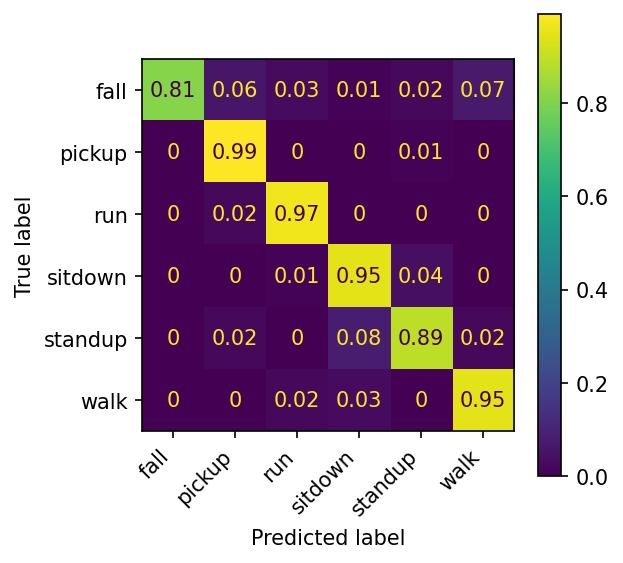 fall 0.81 0.06 0.03 0.01 0.02 0.07
pickup 0 0.99 0 0 0.01 0
run 0 0.02 0.97 0 0 0
sitdown 0 0 0.01 0.95 0.04 0
standup 0 0.02 0 0.08 0.89 0.02
walk 0 0 0.02 0.03 0 0.95
fall pickup run sitdown standup walk
Predicted label
True label
0.8
0.6
0.4
0.2
0.0